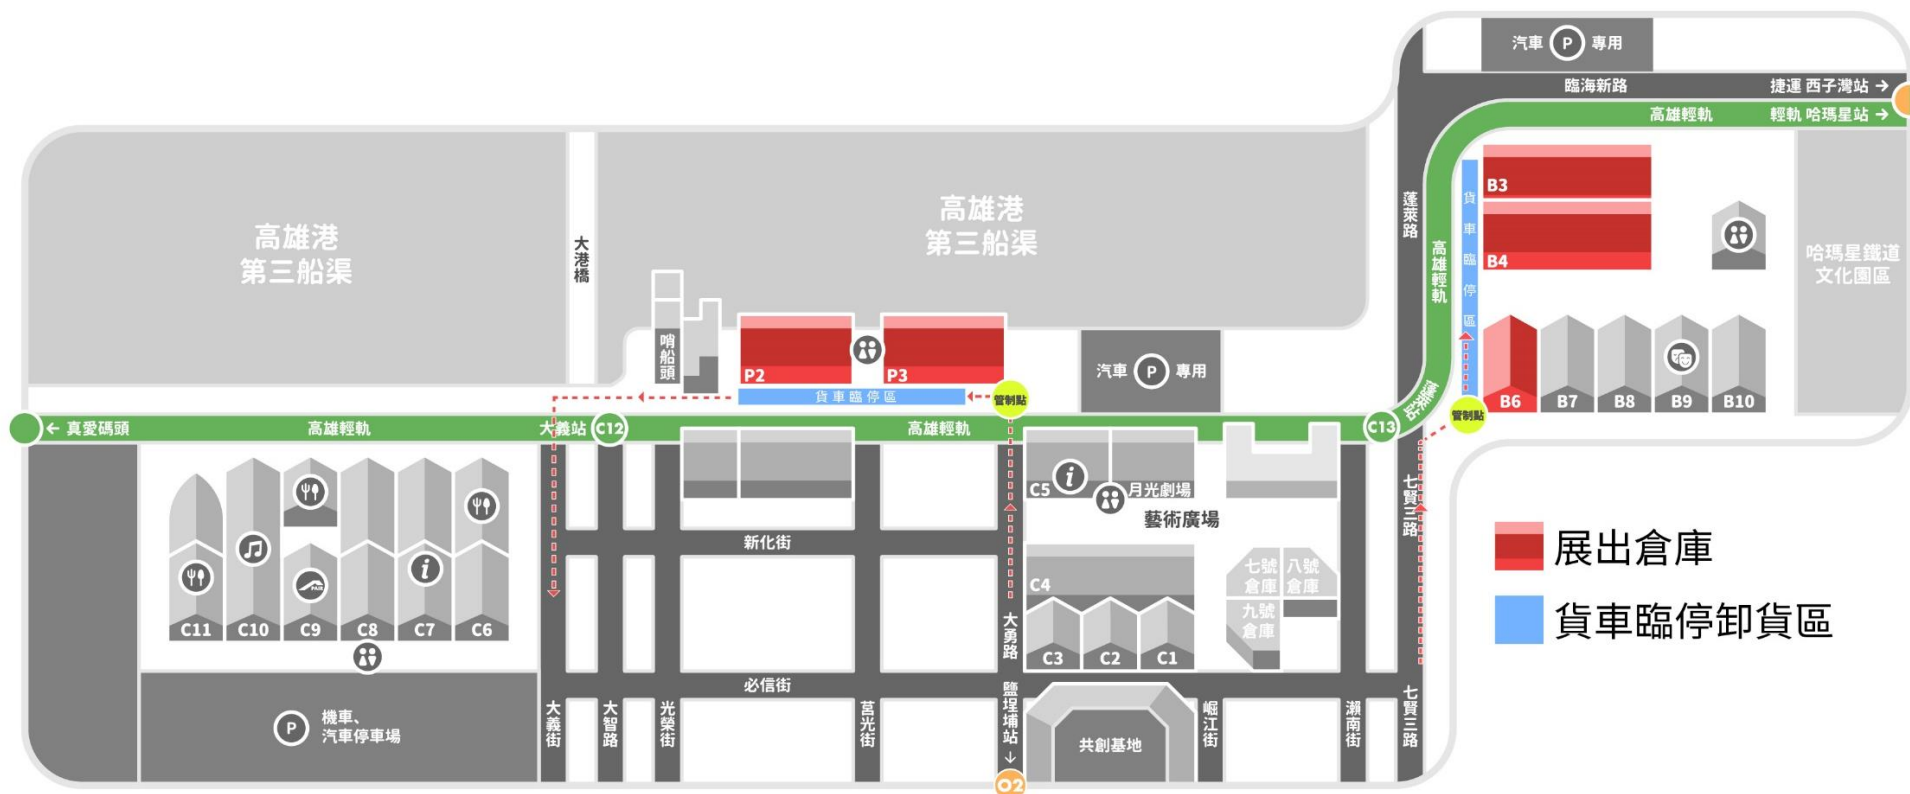 汽車 P 專用
臨海新路
捷運 西子灣站 →
高雄輕軌
輕軌 哈瑪星站 →
高雄港
第三船渠
大港橋
高雄港
第三船渠
蓬萊路
高雄輕軌
貨車臨停區
B3
B4
哈瑪星鐵道
文化園區
哨船頭
P2
P3
貨車臨停區
管制點
汽車 P 專用
蓬萊站
管制點
B6
B7
B8
B9
B10
← 真愛碼頭
高雄輕軌
大義站
C12
高雄輕軌
C13
C5
i
月光劇場
藝術廣場
七賢三路
新化街
C4
七號
倉庫
八號
倉庫
九號
倉庫
C11
C10
C9
PAIR
C8
C7
i
C6
大勇路
C3
C2
C1
必信街
P
機車、
汽車停車場
大義街
大智路
光榮街
莒光街
鹽埕埔站
↓
O2
共創基地
崛江街
瀨南街
七賢三路
展出倉庫
貨車臨停卸貨區